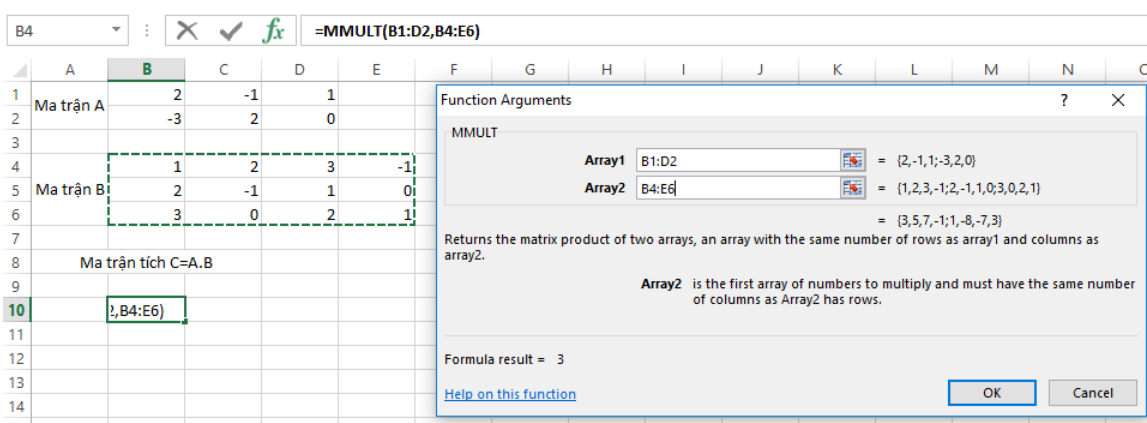 B4 fx =MMULT(B1:D2,B4:E6)
A B C D E F G H I J K L M N
1 Ma trận A 2 -1 1
2 -3 2 0
3
4 1 2 3 -1
5 Ma trận B 2 -1 1 0
6 3 0 2 1
7
8 Ma trận tích C=A.B
9
10 2,B4:E6)
11
12
13
14
Function Arguments ?
MMULT
Array1 B1:D2 = {2,-1,1;-3,2,0}
Array2 B4:E6 = {1,2,3,-1;2,-1,1,0;3,0,2,1}
= {3,5,7,-1;1,-8,-7,3}
Returns the matrix product of two arrays, an array with the same number of rows as array1 and columns as
array2.
Array2 is the first array of numbers to multiply and must have the same number
of columns as Array2 has rows.
Formula result = 3
Help on this function
OK Cancel